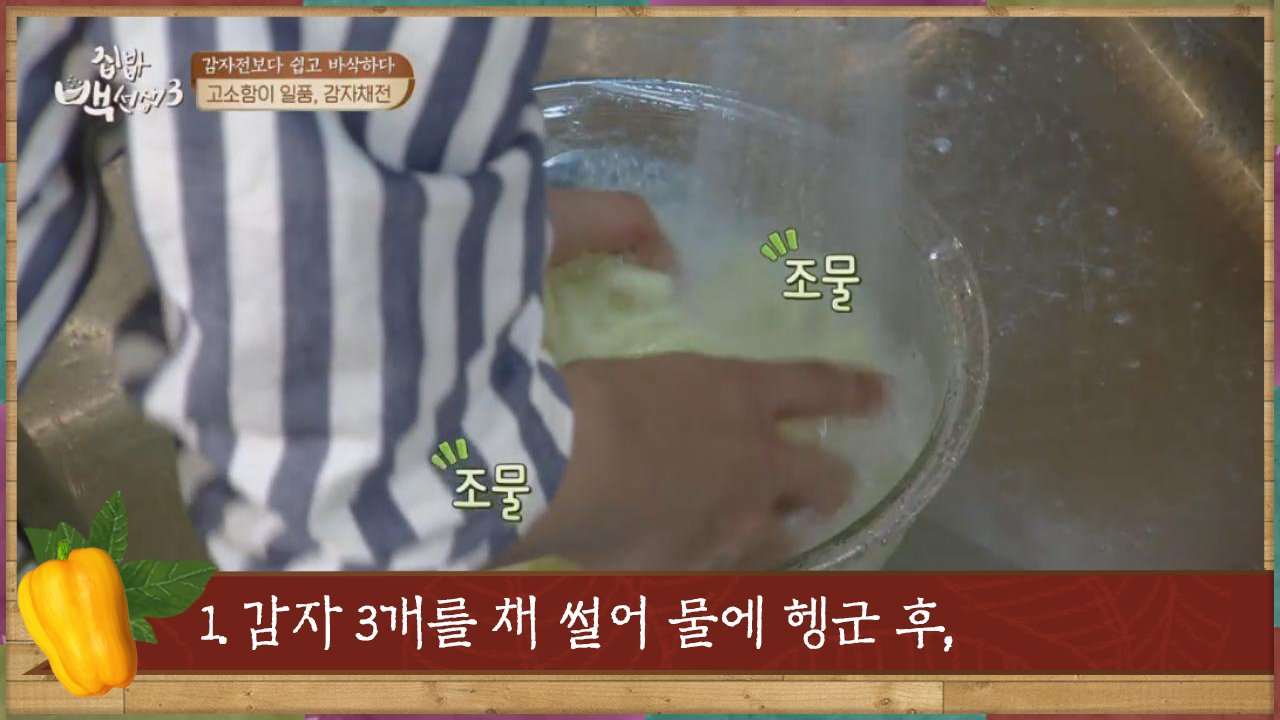 집밥
백선생3
감자전보다 쉽고 바삭하다
고소함이 일품, 감자채전
조물
조물
1. 감자 3개를 채 썰어 물에 헹군 후,